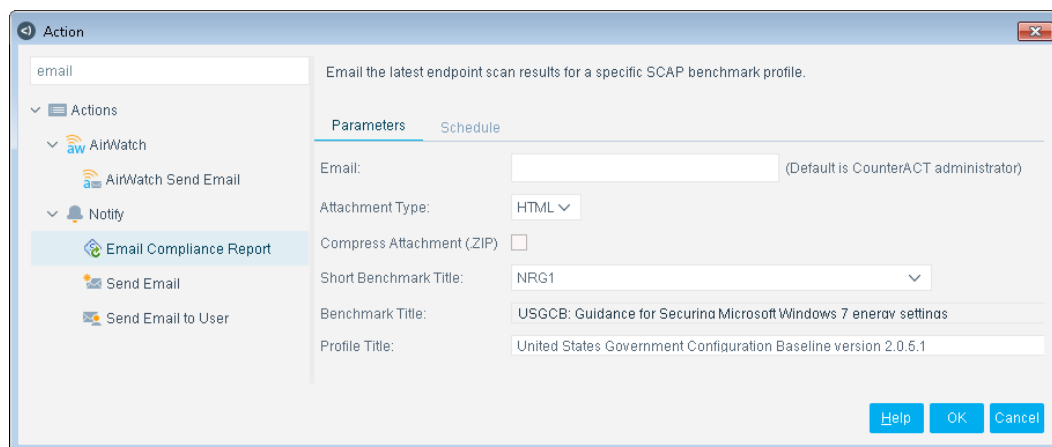 Action
email
Email the latest endpoint scan results for a specific SCAP benchmark profile.
Actions
aw AirWatch
a AirWatch Send Email
Notify
Email Compliance Report
Send Email
Send Email to User
Parameters Schedule
Email: (Default is CounterACT administrator)
Attachment Type: HTML
Compress Attachment (.ZIP)
Short Benchmark Title: NRG1
Benchmark Title: USGCB: Guidance for Securing Microsoft Windows 7 energy settings
Profile Title: United States Government Configuration Baseline version 2.0.5.1
Help OK Cancel